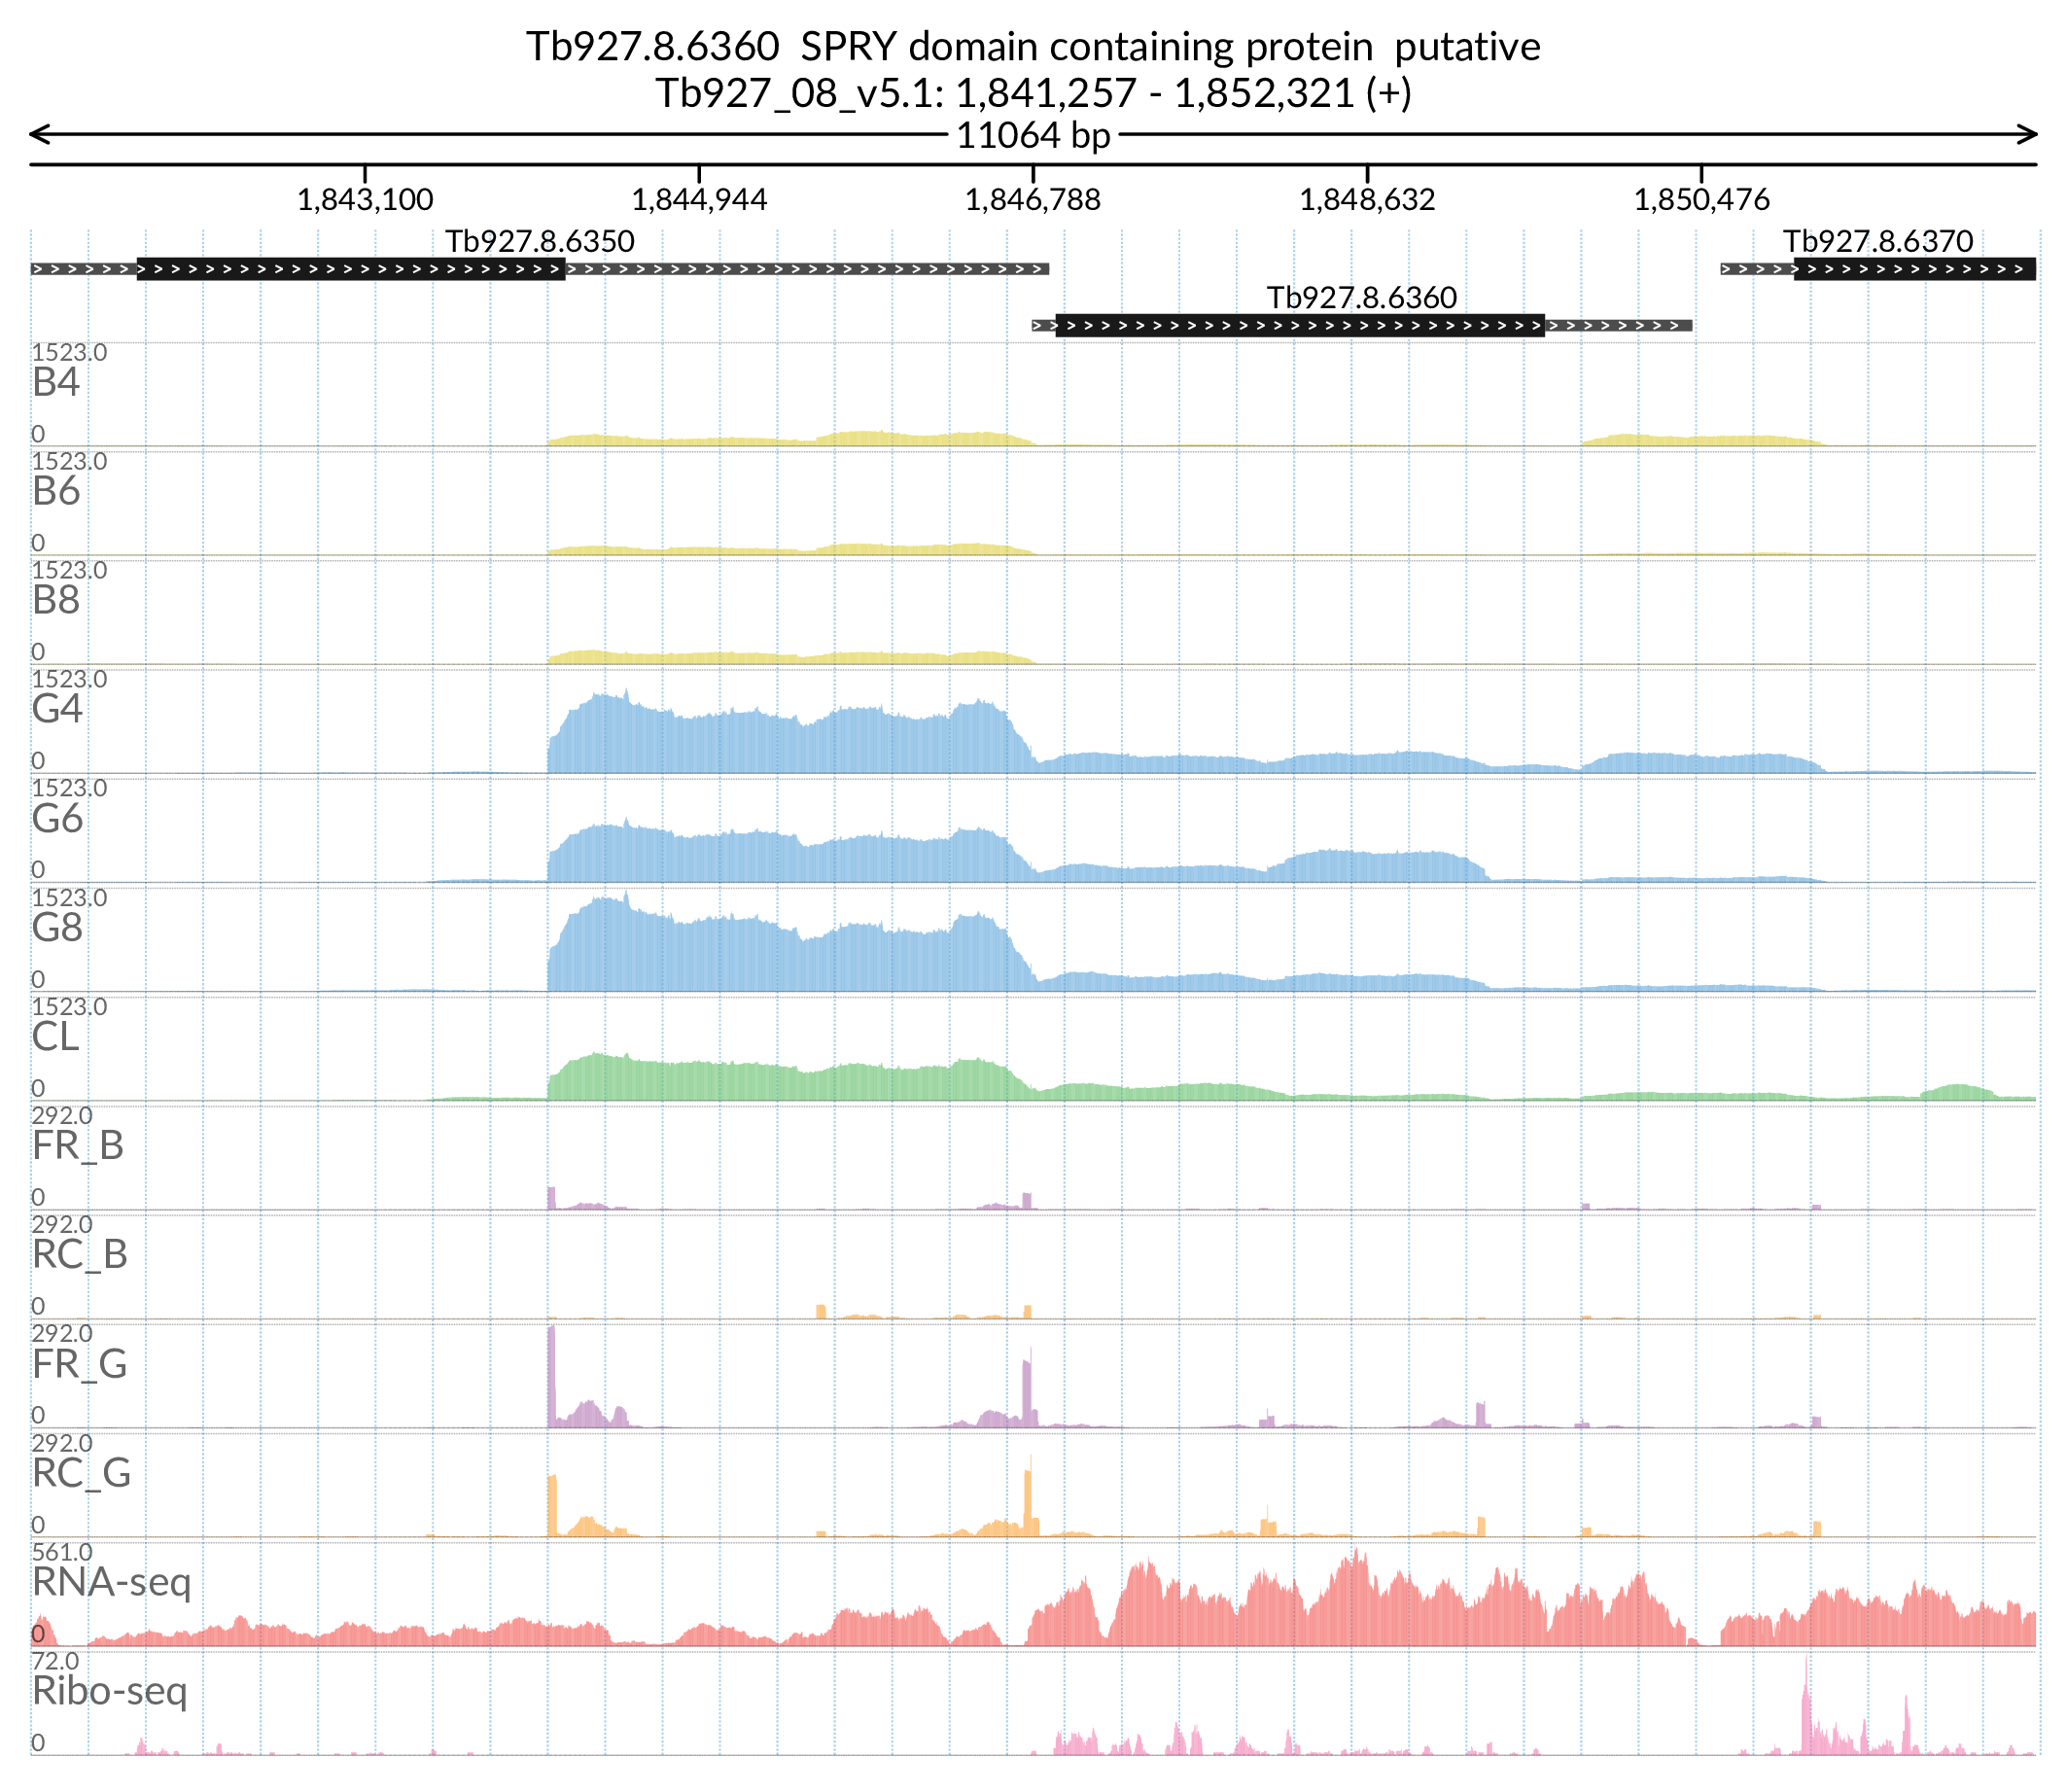 Tb927.8.6360  SPRY domain containing protein  putative
Tb927_08_v5.1: 1,841,257 - 1,852,321 (+)
11064 bp
1,843,100 1,844,944 1,846,788 1,848,632 1,850,476
Tb927.8.6350 Tb927.8.6370
Tb927.8.6360
1523.0
B4
0
1523.0
B6
0
1523.0
B8
0
1523.0
G4
0
1523.0
G6
0
1523.0
G8
0
1523.0
CL
0
292.0
FR_B
0
292.0
RC_B
0
292.0
FR_G
0
292.0
RC_G
0
561.0
RNA-seq
0
72.0
Ribo-seq
0